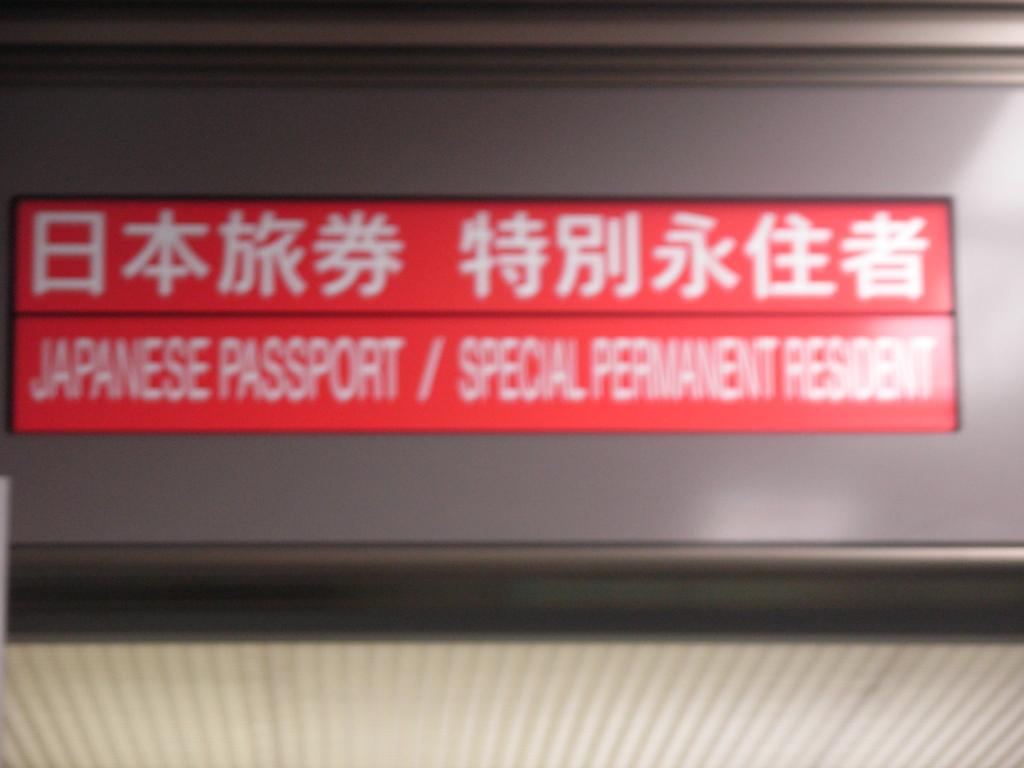 日本旅券 特別永住者
JAPANESE PASSPORT / SPECIAL PERMANENT RESIDENT